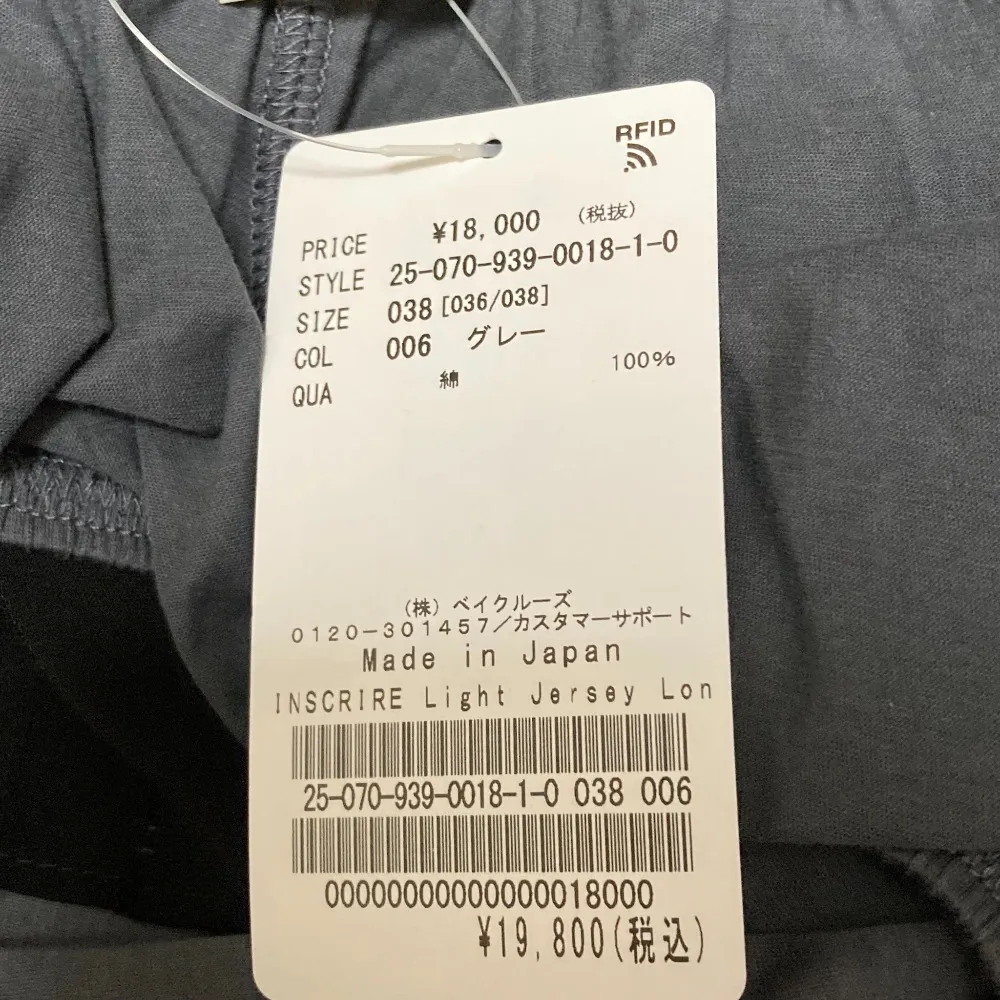 RFID
PRICE ¥18,000 (税抜)
STYLE 25-070-939-0018-1-0
SIZE 038 [036/038]
COL 006 グレー
QUA 綿 100%
(株) ベイクルーズ
0120-301457/カスタマーサポート
Made in Japan
INSCRIRE Light Jersey Lon
25-070-939-0018-1-0 038 006
00000000000000018000
¥19,800(税込)